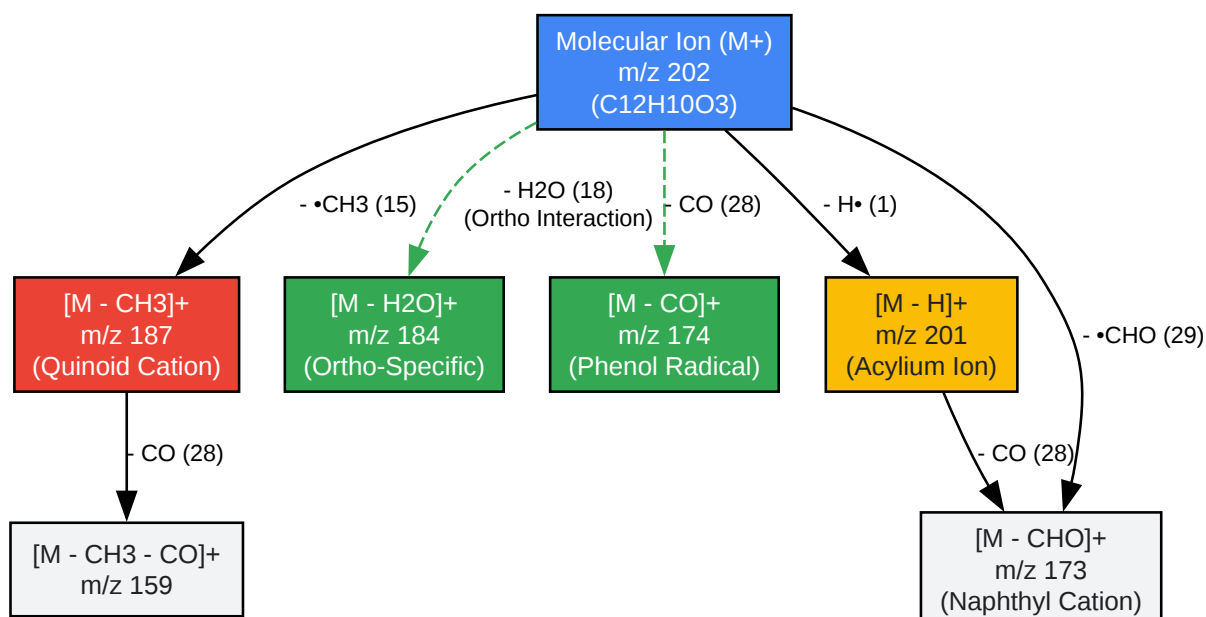 Molecular Ion (M+)
m/z 202
(C12H10O3)
- •CH3 (15)
- H2O (18)
(Ortho Interaction)
- CO (28)
- H• (1)
- •CHO (29)
[M - CH3]+
m/z 187
(Quinoid Cation)
[M - H2O]+
m/z 184
(Ortho-Specific)
[M - CO]+
m/z 174
(Phenol Radical)
[M - H]+
m/z 201
(Acylium Ion)
- CO (28)
- CO (28)
[M - CH3 - CO]+
m/z 159
[M - CHO]+
m/z 173
(Naphthyl Cation)